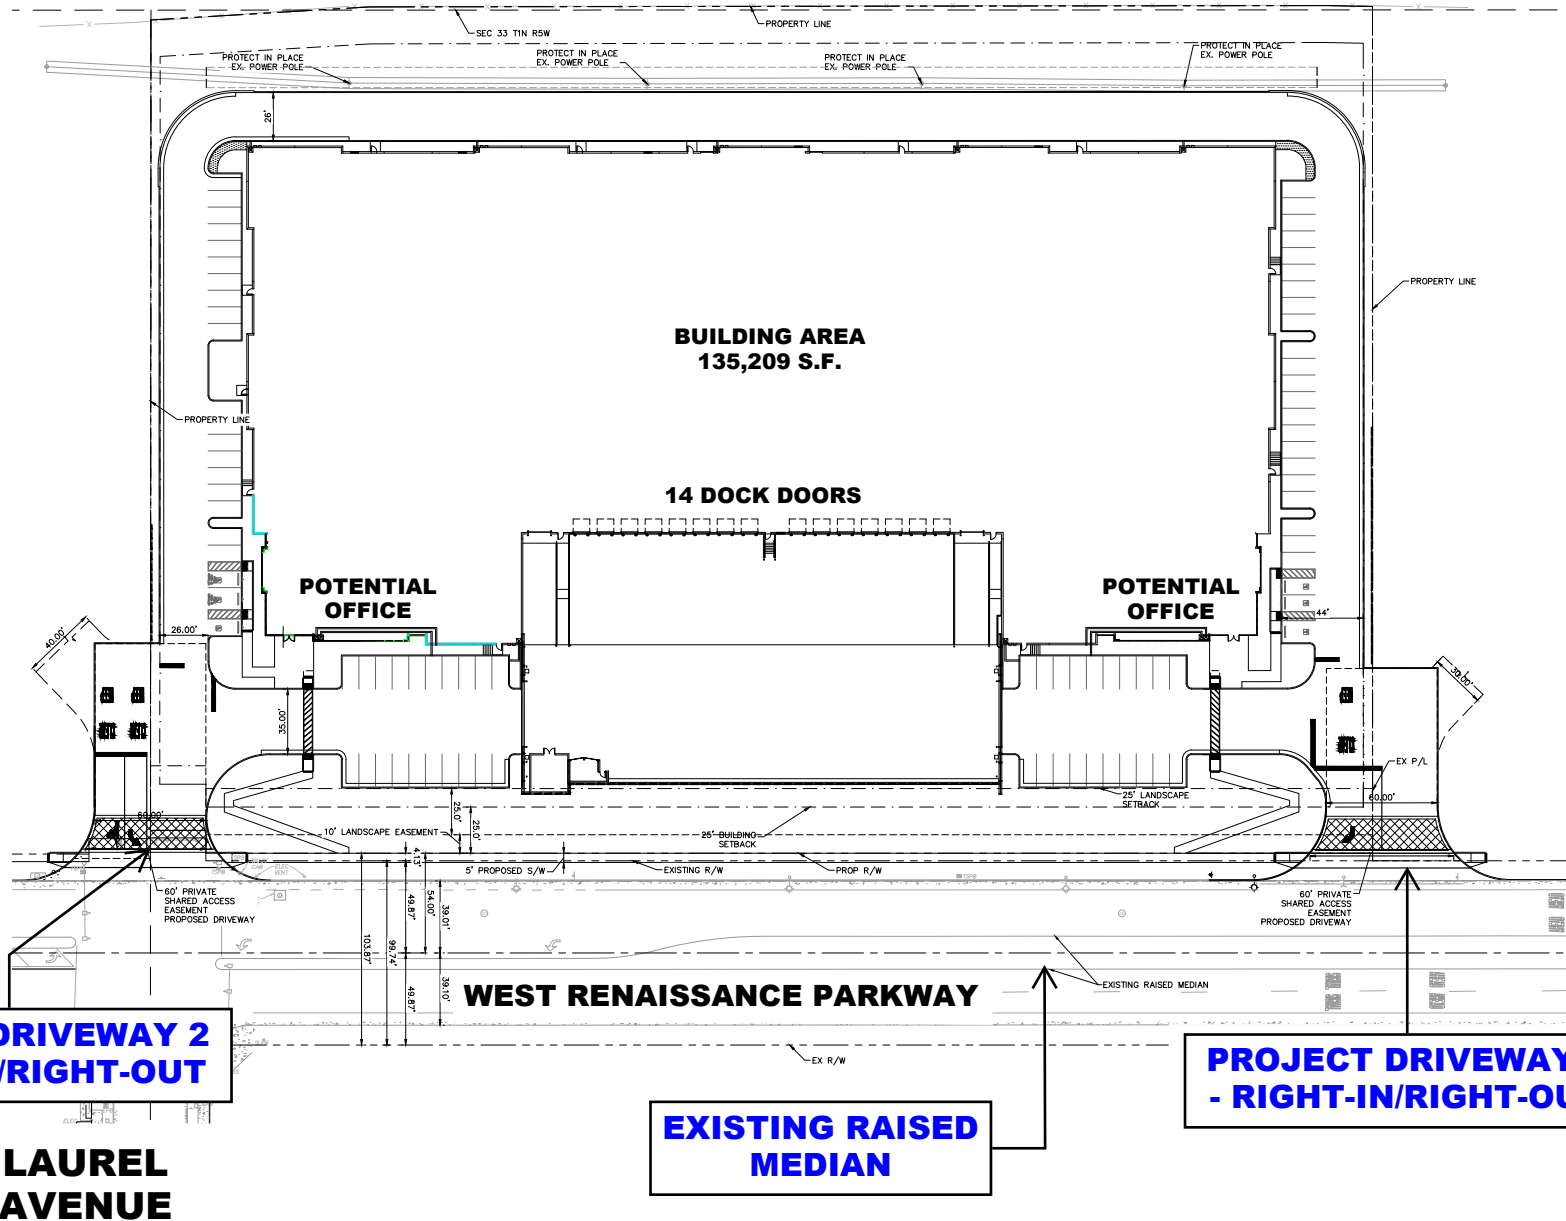 PROPERTY LINE
SEC 33 T1N R5W
PROTECT IN PLACE
EX. POWER POLE
PROTECT IN PLACE
EX. POWER POLE
PROTECT IN PLACE
EX. POWER POLE
PROTECT IN PLACE
EX. POWER POLE
26'
PROPERTY LINE
BUILDING AREA
135,209 S.F.
PROPERTY LINE
14 DOCK DOORS
POTENTIAL
OFFICE
POTENTIAL
OFFICE
44'
40.00'
26.00'
30.00'
35.00'
EX P/L
60.00'
60.00'
25' LANDSCAPE
SETBACK
25.0'
25.0'
10' LANDSCAPE EASEMENT
25' BUILDING
SETBACK
4.13'
5' PROPOSED S/W
EXISTING R/W
PROP R/W
60' PRIVATE
SHARED ACCESS
EASEMENT
PROPOSED DRIVEWAY
60' PRIVATE
SHARED ACCESS
EASEMENT
PROPOSED DRIVEWAY
54.00'
49.87'
39.01'
103.87'
99.74'
49.87'
39.10'
EXISTING RAISED MEDIAN
WEST RENAISSANCE PARKWAY
EX R/W
DRIVEWAY 2
/RIGHT-OUT
PROJECT DRIVEWAY
- RIGHT-IN/RIGHT-OU
EXISTING RAISED
MEDIAN
LAUREL
AVENUE